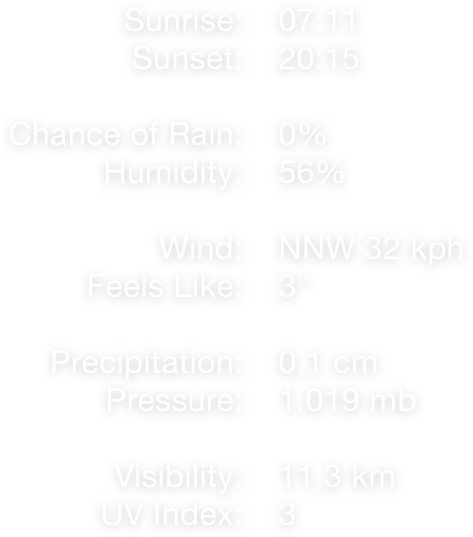 Sunrise: 07:11
Sunset: 20:15
Chance of Rain: 0%
Humidity: 56%
Wind: NNW 32 kph
Feels Like: 3°
Precipitation: 0,1 cm
Pressure: 1.019 mb
Visibility: 11,3 km
UV Index: 3